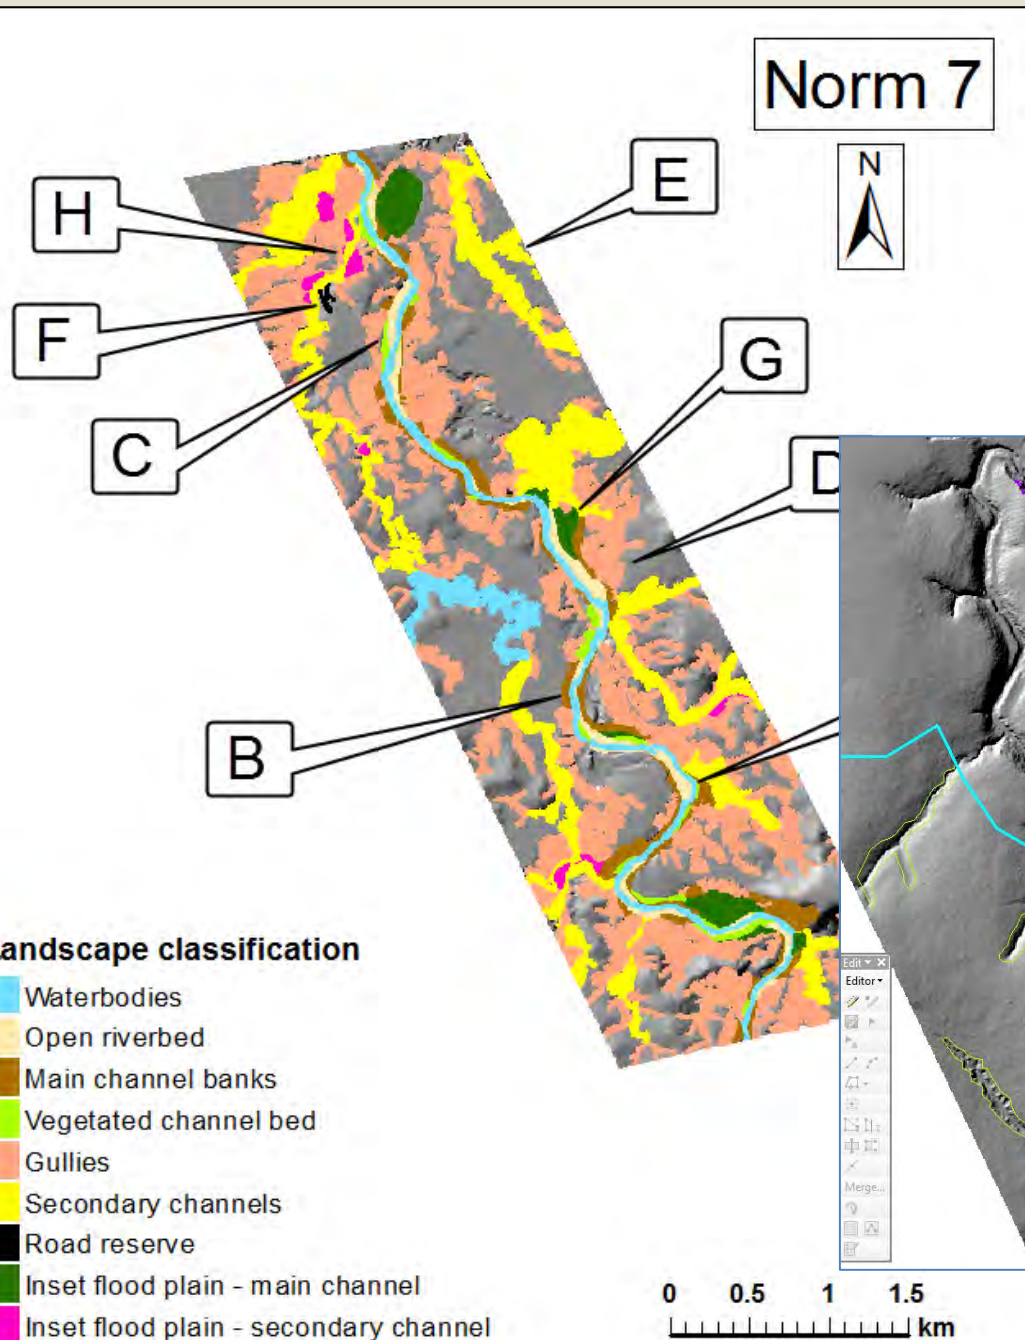 Norm 7
N
E
H
F
G
C
D
B
andscape classification
Waterbodies
Open riverbed
Main channel banks
Vegetated channel bed
Gullies
Secondary channels
Road reserve
Inset flood plain - main channel
Inset flood plain - secondary channel
Edit
Editor
Merge...
0 0.5 1 1.5
km